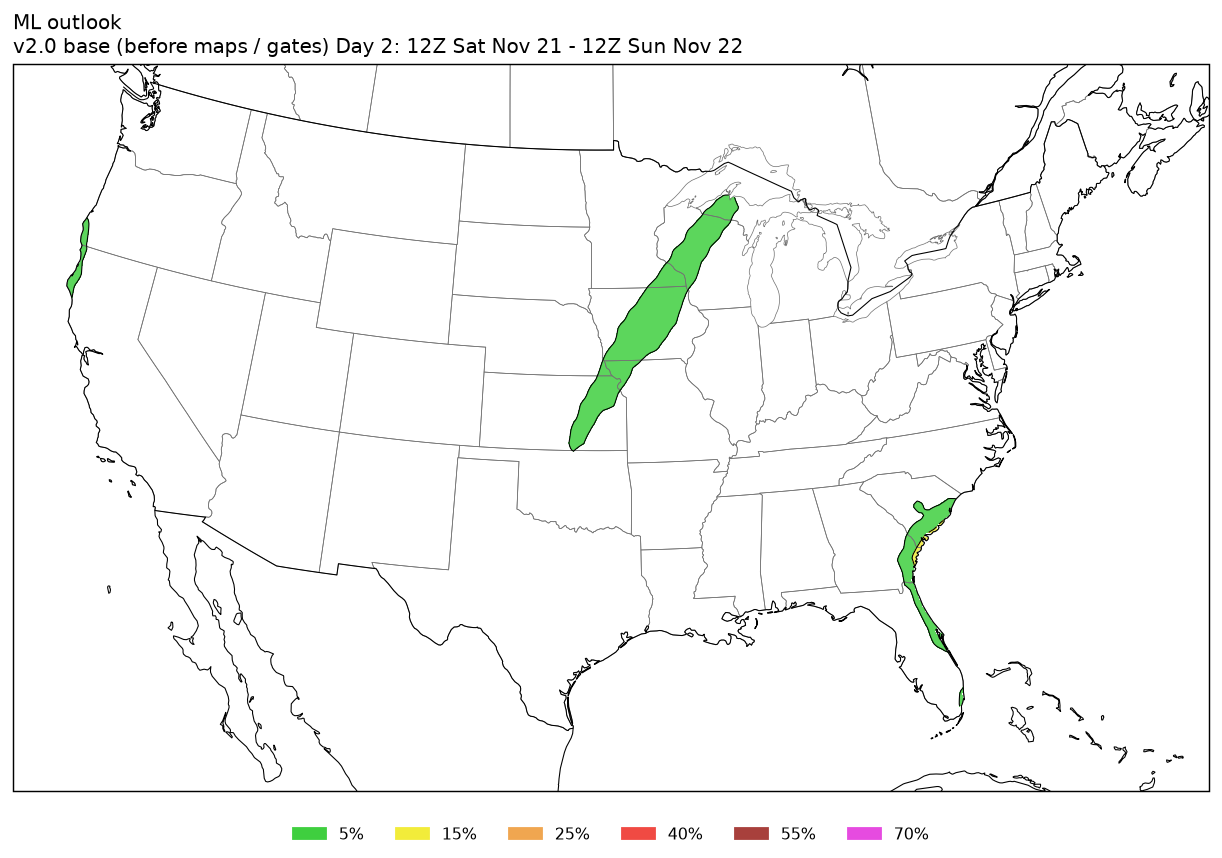 ML outlook
v2.0 base (before maps / gates) Day 2: 12Z Sat Nov 21 - 12Z Sun Nov 22
5% 15% 25% 40% 55% 70%